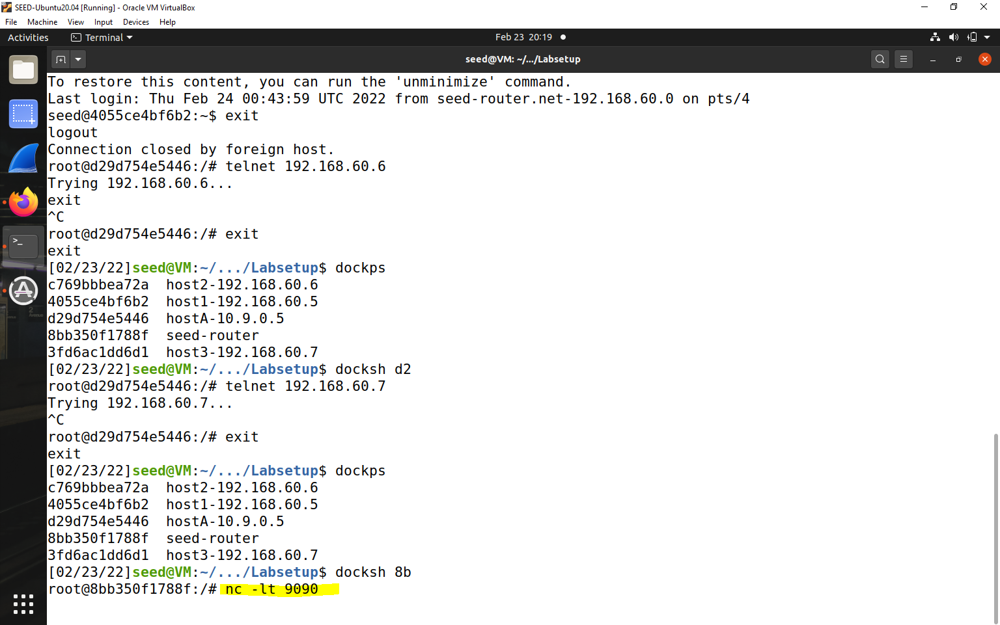 SEED-Ubuntu20.04 [Running] - Oracle VM VirtualBox
File Machine View Input Devices Help
Activities Terminal Feb 23 20:19
seed@VM: ~/.../Labsetup
To restore this content, you can run the 'unminimize' command.
Last login: Thu Feb 24 00:43:59 UTC 2022 from seed-router.net-192.168.60.0 on pts/4
seed@4055ce4bf6b2:~$ exit
logout
Connection closed by foreign host.
root@d29d754e5446:/# telnet 192.168.60.6
Trying 192.168.60.6...
exit
^C
root@d29d754e5446:/# exit
exit
[02/23/22]seed@VM:~/.../Labsetup$ dockps
c769bbbea72a  host2-192.168.60.6
4055ce4bf6b2  host1-192.168.60.5
d29d754e5446  hostA-10.9.0.5
8bb350f1788f  seed-router
3fd6ac1dd6d1  host3-192.168.60.7
[02/23/22]seed@VM:~/.../Labsetup$ docksh d2
root@d29d754e5446:/# telnet 192.168.60.7
Trying 192.168.60.7...
^C
root@d29d754e5446:/# exit
exit
[02/23/22]seed@VM:~/.../Labsetup$ dockps
c769bbbea72a  host2-192.168.60.6
4055ce4bf6b2  host1-192.168.60.5
d29d754e5446  hostA-10.9.0.5
8bb350f1788f  seed-router
3fd6ac1dd6d1  host3-192.168.60.7
[02/23/22]seed@VM:~/.../Labsetup$ docksh 8b
root@8bb350f1788f:/# nc -lt 9090